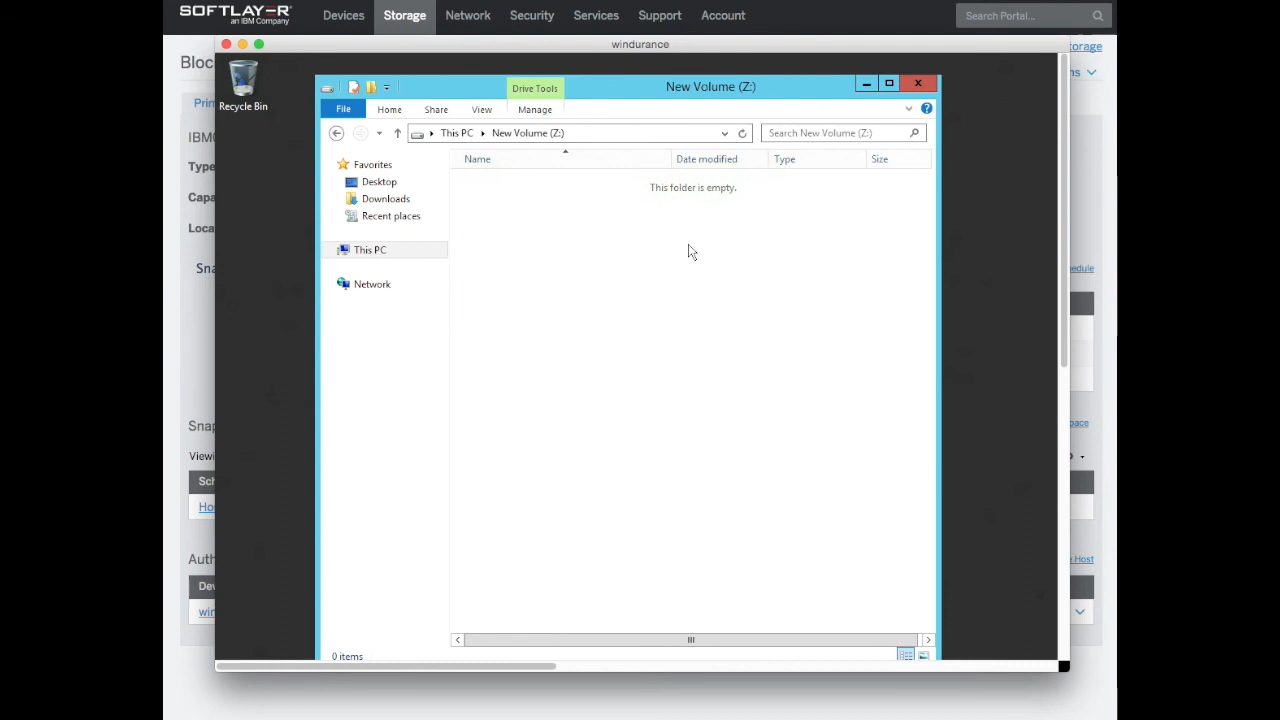 SOFTLAYER®
an IBM Company
Devices Storage Network Security Services Support Account
Search Portal...
windurance
Recycle Bin
Drive Tools
New Volume (Z:)
File Home Share View Manage
This PC New Volume (Z:)
Search New Volume (Z:)
Name Date modified Type Size
This folder is empty.
Favorites
Desktop
Downloads
Recent places
This PC
Network
0 items
Type